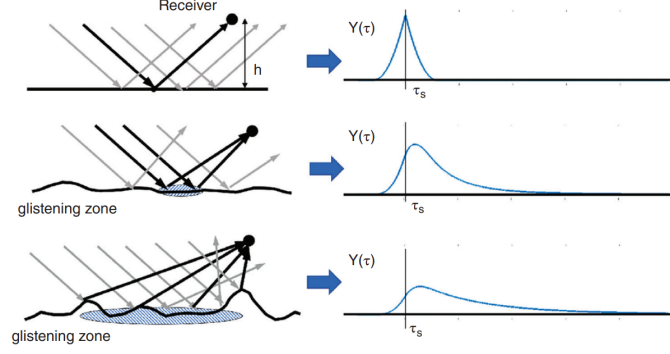 Receiver
h
Y(τ)
τs
Y(τ)
τs
glistening zone
Y(τ)
τs
glistening zone